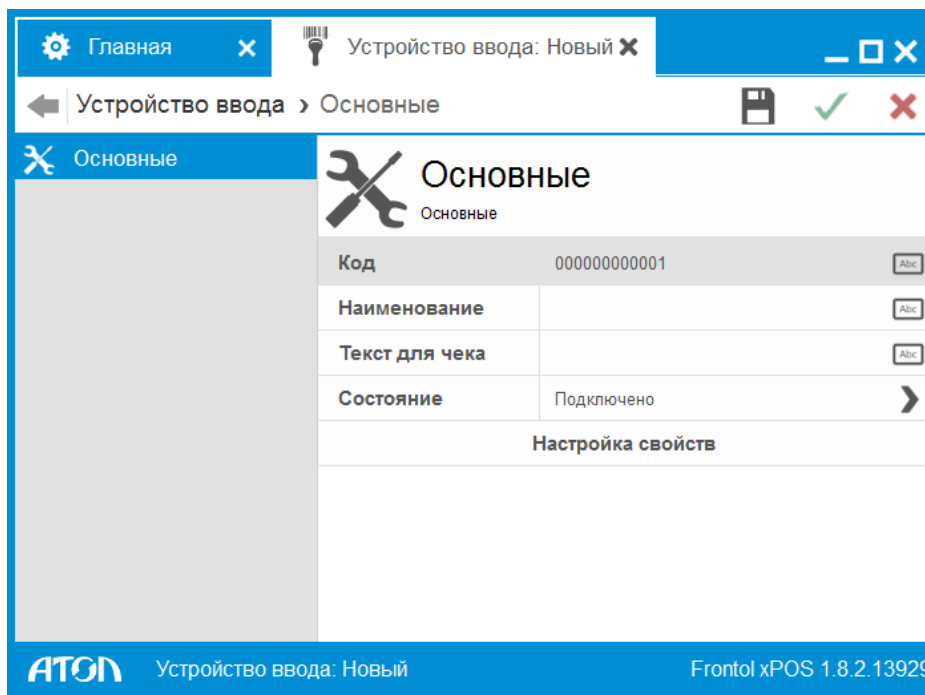 Главная
Устройство ввода: Новый
Устройство ввода › Основные
Основные
Основные
Основные
Код 000000000001 Abc
Наименование Abc
Текст для чека Abc
Состояние Подключено
Настройка свойств
АТОЛ Устройство ввода: Новый Frontol xPOS 1.8.2.13929